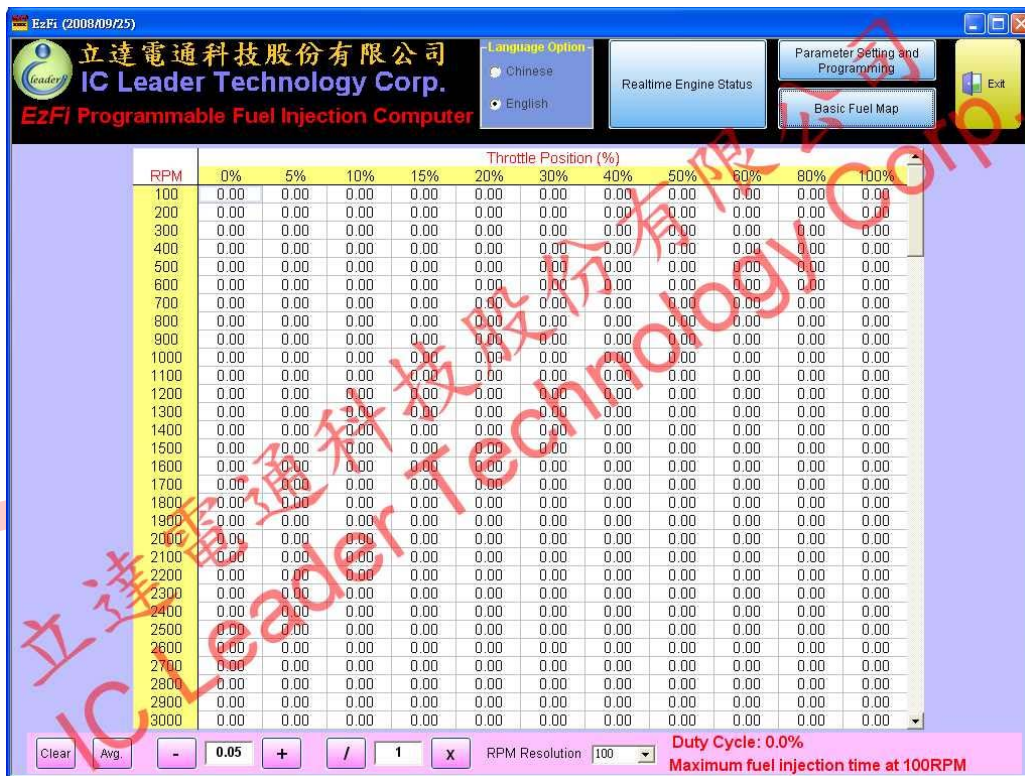 EzFi (2008/09/25)
立達電通科技股份有限公司
IC Leader Technology Corp.
EzFi Programmable Fuel Injection Computer
Cleader
Language Option
Chinese
English
Realtime Engine Status
Parameter Setting and
Programming
Basic Fuel Map
Exit
Throttle Position (%)
RPM 0% 5% 10% 15% 20% 30% 40% 50% 60% 80% 100%
100 0.00 0.00 0.00 0.00 0.00 0.00 0.00 0.00 0.00 0.00 0.00
200 0.00 0.00 0.00 0.00 0.00 0.00 0.00 0.00 0.00 0.00 0.00
300 0.00 0.00 0.00 0.00 0.00 0.00 0.00 0.00 0.00 0.00 0.00
400 0.00 0.00 0.00 0.00 0.00 0.00 0.00 0.00 0.00 0.00 0.00
500 0.00 0.00 0.00 0.00 0.00 0.00 0.00 0.00 0.00 0.00 0.00
600 0.00 0.00 0.00 0.00 0.00 0.00 0.00 0.00 0.00 0.00 0.00
700 0.00 0.00 0.00 0.00 0.00 0.00 0.00 0.00 0.00 0.00 0.00
800 0.00 0.00 0.00 0.00 0.00 0.00 0.00 0.00 0.00 0.00 0.00
900 0.00 0.00 0.00 0.00 0.00 0.00 0.00 0.00 0.00 0.00 0.00
1000 0.00 0.00 0.00 0.00 0.00 0.00 0.00 0.00 0.00 0.00 0.00
1100 0.00 0.00 0.00 0.00 0.00 0.00 0.00 0.00 0.00 0.00 0.00
1200 0.00 0.00 0.00 0.00 0.00 0.00 0.00 0.00 0.00 0.00 0.00
1300 0.00 0.00 0.00 0.00 0.00 0.00 0.00 0.00 0.00 0.00 0.00
1400 0.00 0.00 0.00 0.00 0.00 0.00 0.00 0.00 0.00 0.00 0.00
1500 0.00 0.00 0.00 0.00 0.00 0.00 0.00 0.00 0.00 0.00 0.00
1600 0.00 0.00 0.00 0.00 0.00 0.00 0.00 0.00 0.00 0.00 0.00
1700 0.00 0.00 0.00 0.00 0.00 0.00 0.00 0.00 0.00 0.00 0.00
1800 0.00 0.00 0.00 0.00 0.00 0.00 0.00 0.00 0.00 0.00 0.00
1900 0.00 0.00 0.00 0.00 0.00 0.00 0.00 0.00 0.00 0.00 0.00
2000 0.00 0.00 0.00 0.00 0.00 0.00 0.00 0.00 0.00 0.00 0.00
2100 0.00 0.00 0.00 0.00 0.00 0.00 0.00 0.00 0.00 0.00 0.00
2200 0.00 0.00 0.00 0.00 0.00 0.00 0.00 0.00 0.00 0.00 0.00
2300 0.00 0.00 0.00 0.00 0.00 0.00 0.00 0.00 0.00 0.00 0.00
2400 0.00 0.00 0.00 0.00 0.00 0.00 0.00 0.00 0.00 0.00 0.00
2500 0.00 0.00 0.00 0.00 0.00 0.00 0.00 0.00 0.00 0.00 0.00
2600 0.00 0.00 0.00 0.00 0.00 0.00 0.00 0.00 0.00 0.00 0.00
2700 0.00 0.00 0.00 0.00 0.00 0.00 0.00 0.00 0.00 0.00 0.00
2800 0.00 0.00 0.00 0.00 0.00 0.00 0.00 0.00 0.00 0.00 0.00
2900 0.00 0.00 0.00 0.00 0.00 0.00 0.00 0.00 0.00 0.00 0.00
3000 0.00 0.00 0.00 0.00 0.00 0.00 0.00 0.00 0.00 0.00 0.00
Clear Avg. - 0.05 + / 1 x RPM Resolution 100
Duty Cycle: 0.0%
Maximum fuel injection time at 100RPM
立達電通科技股份有限公司
IC Leader Technology Corp.